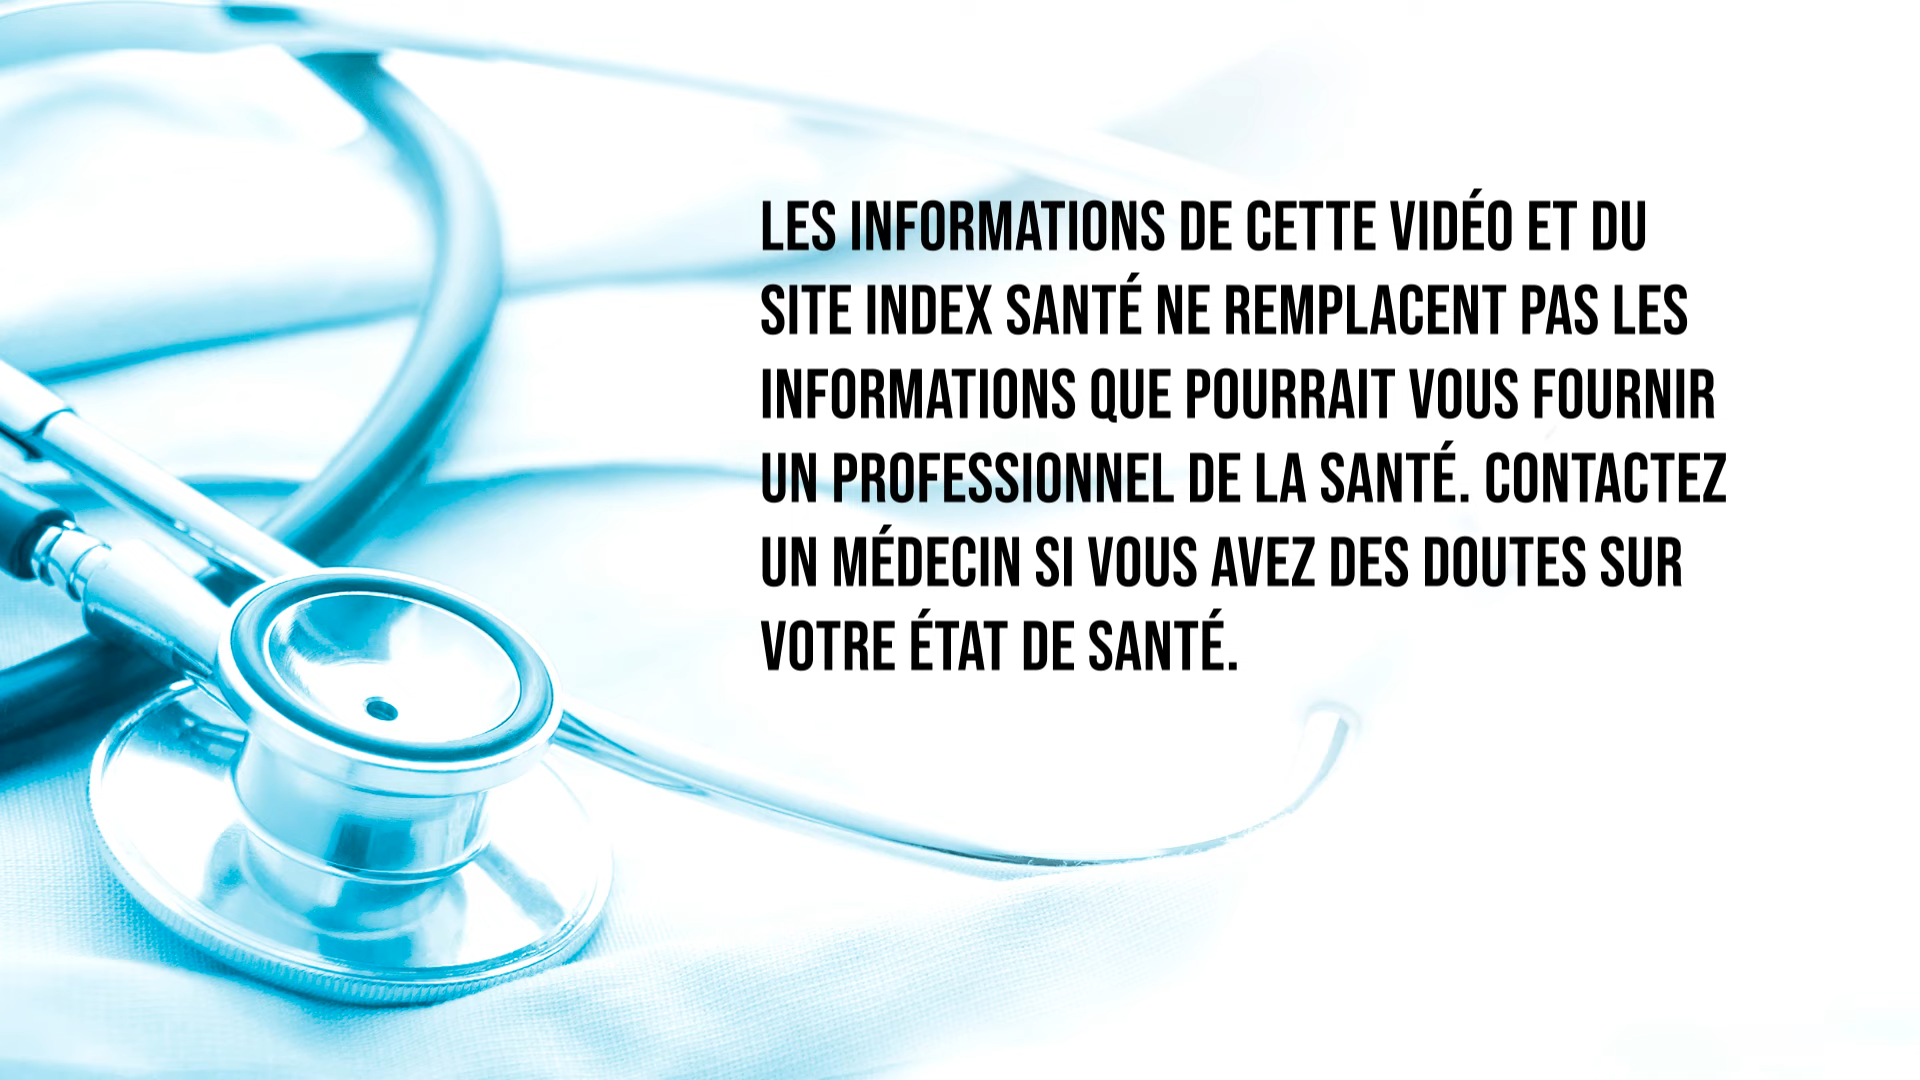 LES INFORMATIONS DE CETTE VIDÉO ET DU
SITE INDEX SANTÉ NE REMPLACENT PAS LES
INFORMATIONS QUE POURRAIT VOUS FOURNIR
UN PROFESSIONNEL DE LA SANTÉ. CONTACTEZ
UN MÉDECIN SI VOUS AVEZ DES DOUTES SUR
VOTRE ÉTAT DE SANTÉ.